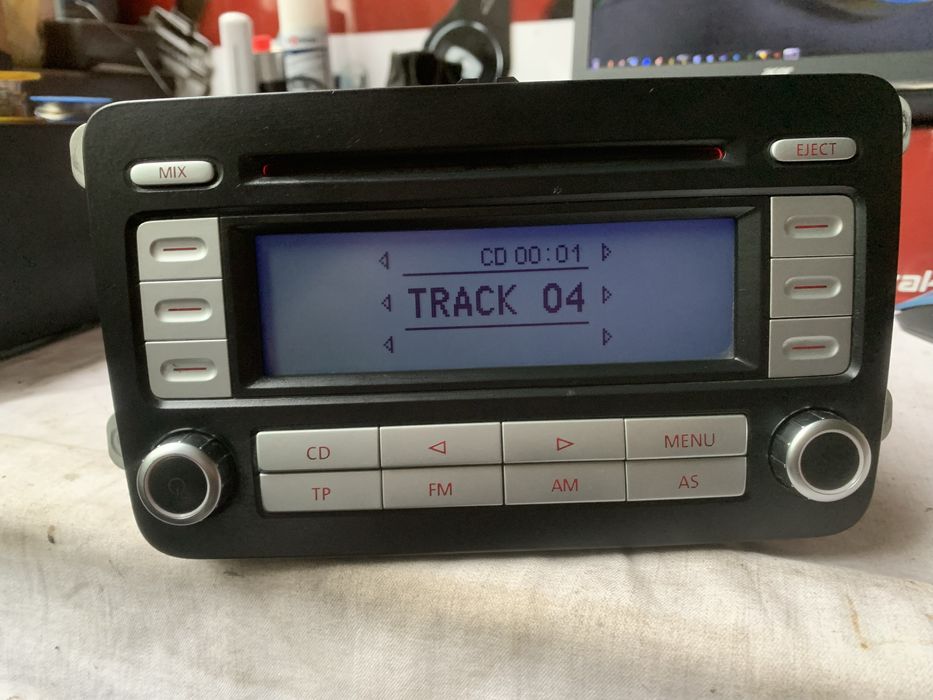 MIX
EJECT
CD 00:01
TRACK 04
CD
MENU
TP
FM
AM
AS